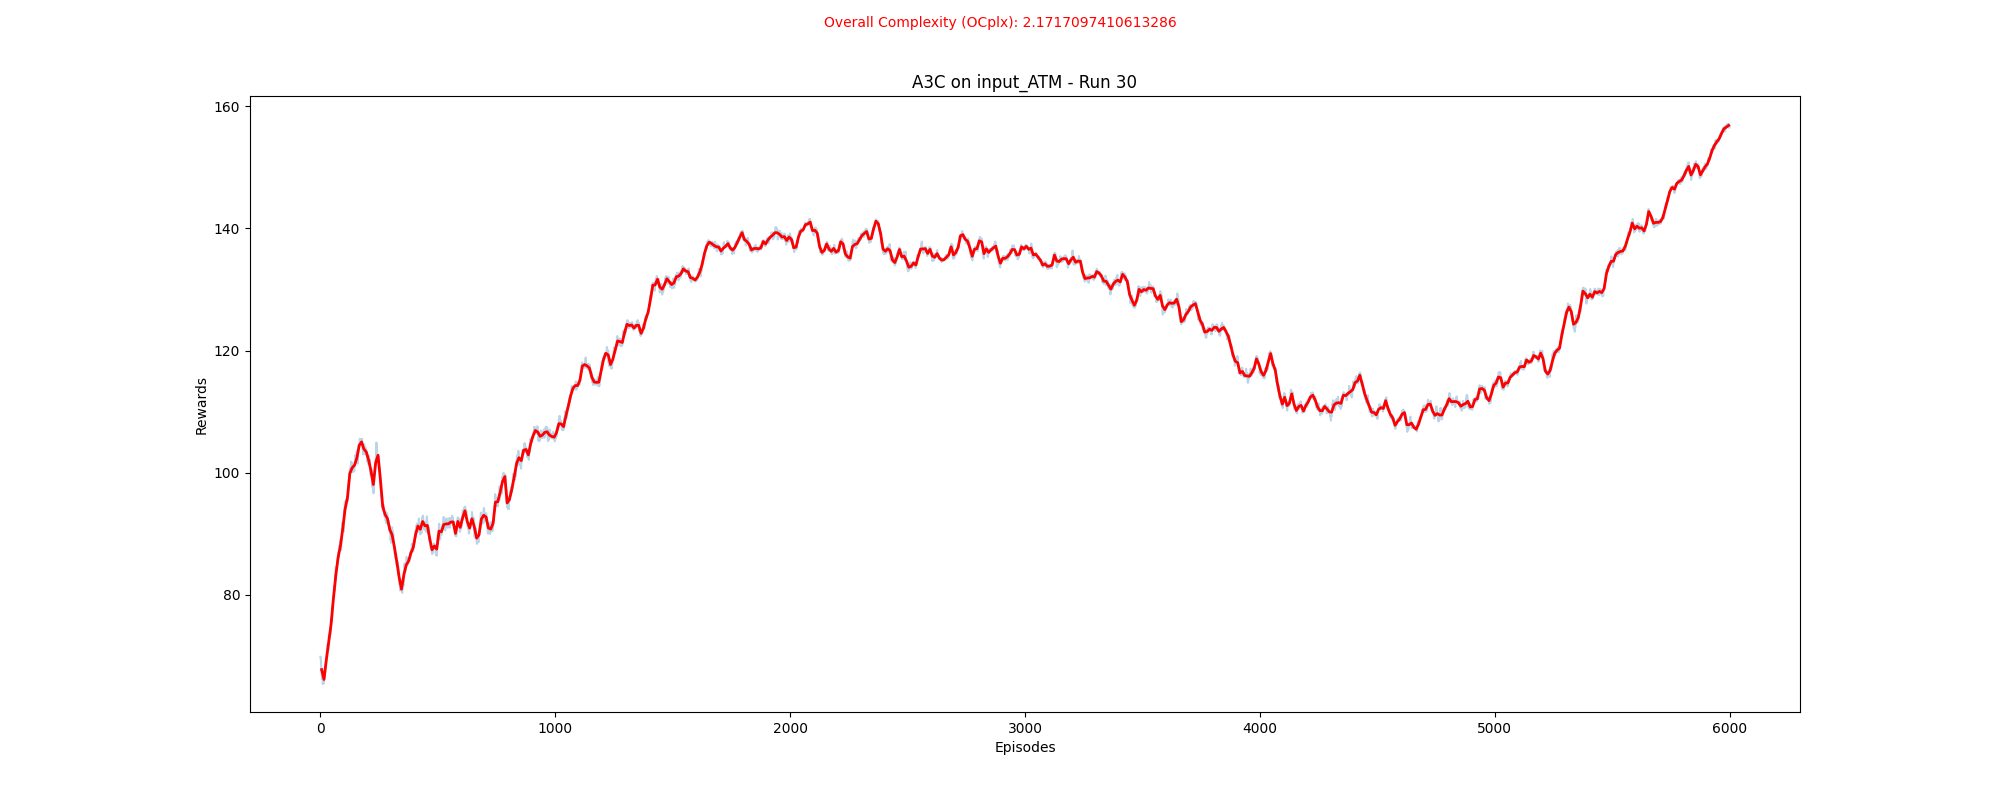 Overall Complexity (OCplx): 2.1717097410613286
A3C on input_ATM - Run 30
160
140
120
100
80
Rewards
0 1000 2000 3000 4000 5000 6000
Episodes